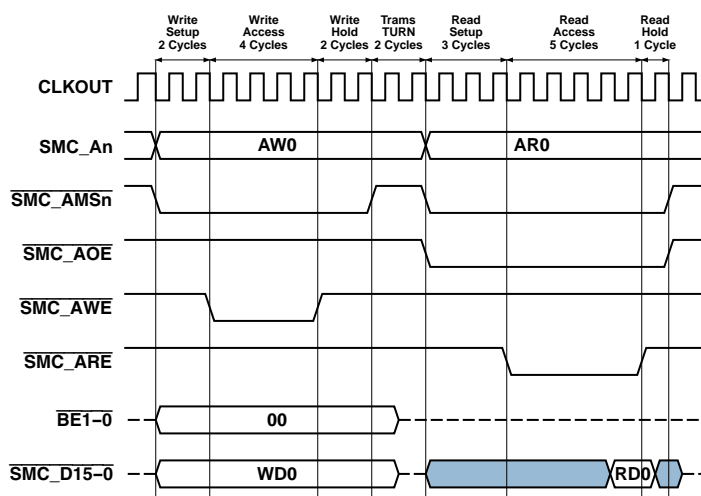 Write
Setup
2 Cycles
Write
Access
4 Cycles
Write
Hold
2 Cycles
Trams
TURN
2 Cycles
Read
Setup
3 Cycles
Read
Access
5 Cycles
Read
Hold
1 Cycle
CLKOUT
SMC_An
AW0
AR0
SMC_AMSn
SMC_AOE
SMC_AWE
SMC_ARE
BE1-0
00
SMC_D15-0
WD0
RD0